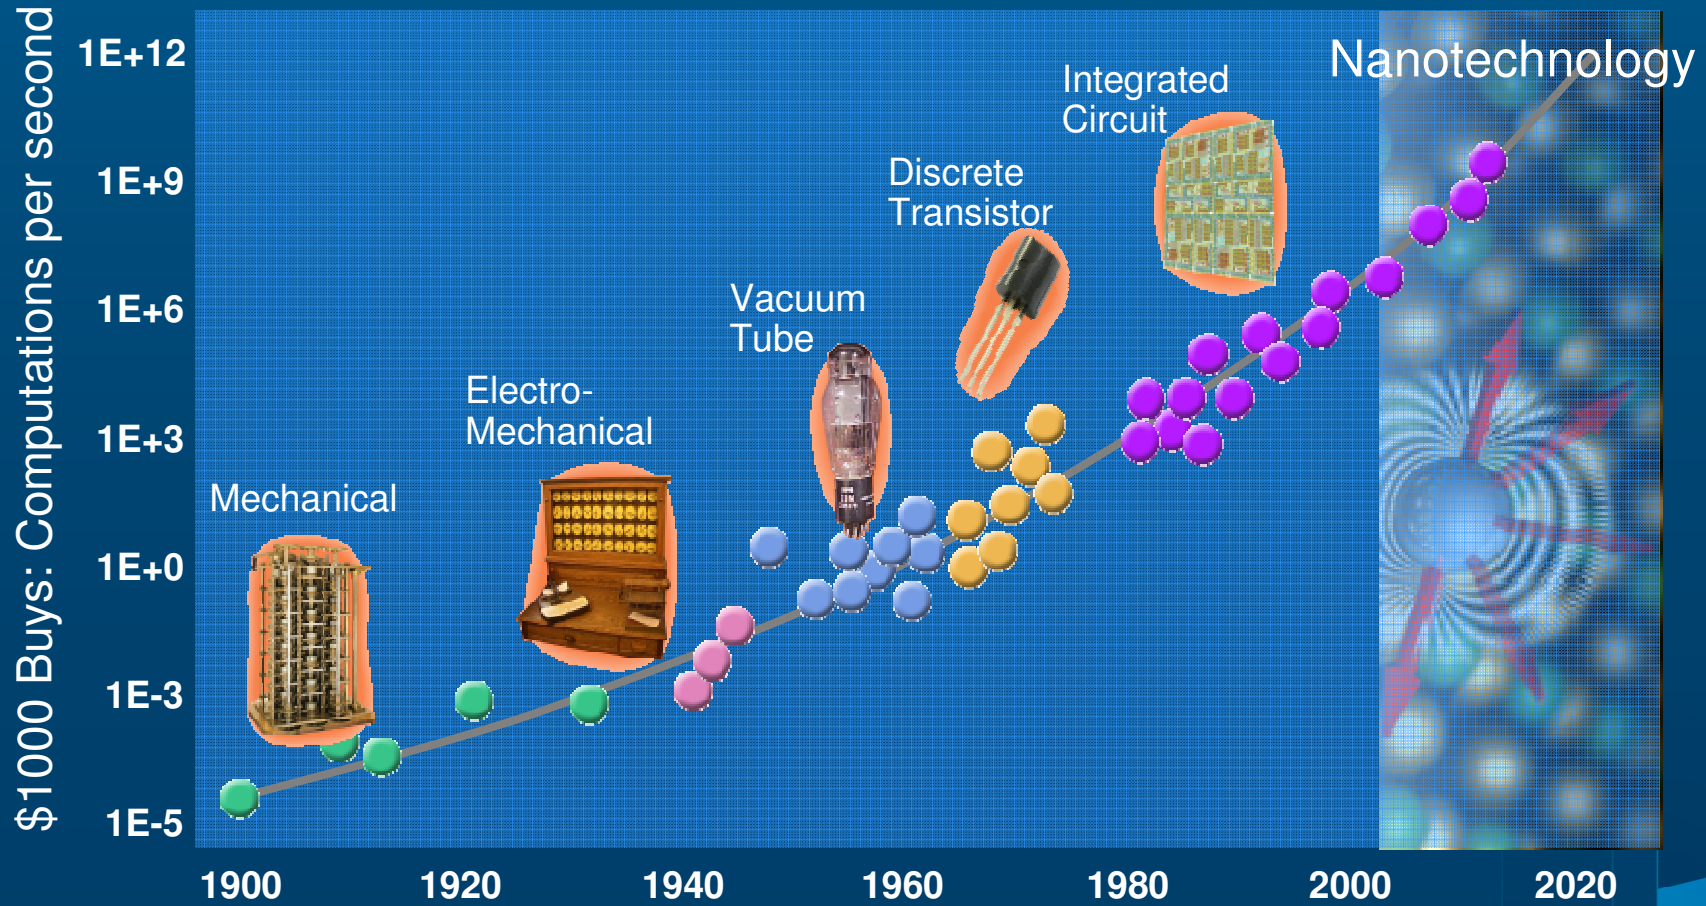 $1000 Buys: Computations per second
1E+12
1E+9
1E+6
1E+3
1E+0
1E-3
1E-5
Mechanical
Electro-
Mechanical
Vacuum
Tube
Discrete
Transistor
Integrated
Circuit
Nanotechnology
1900
1920
1940
1960
1980
2000
2020